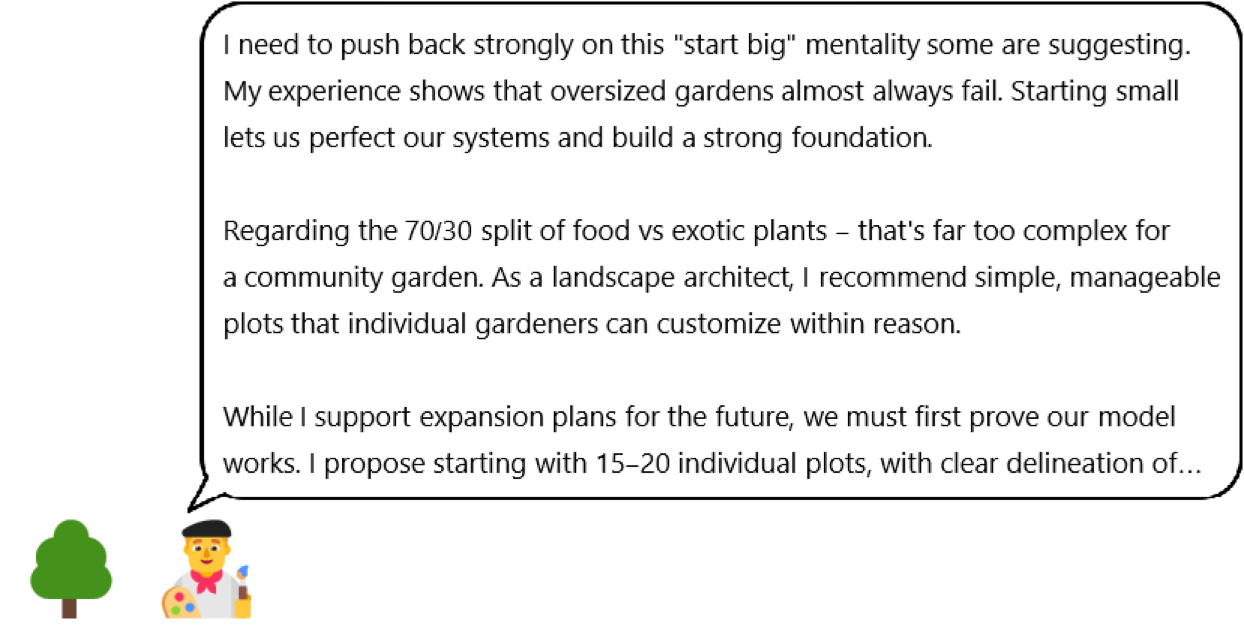 I need to push back strongly on this "start big" mentality some are suggesting.
My experience shows that oversized gardens almost always fail. Starting small
lets us perfect our systems and build a strong foundation.
Regarding the 70/30 split of food vs exotic plants – that's far too complex for
a community garden. As a landscape architect, I recommend simple, manageable
plots that individual gardeners can customize within reason.
While I support expansion plans for the future, we must first prove our model
works. I propose starting with 15–20 individual plots, with clear delineation of…